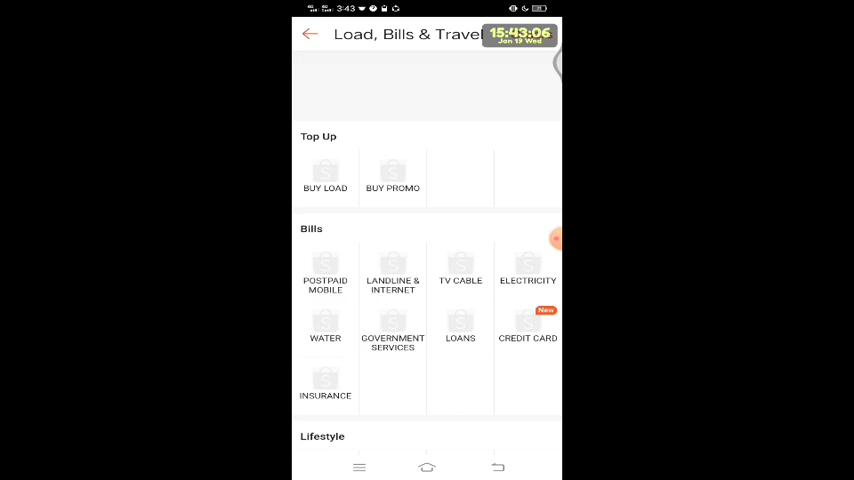 3:43
Load, Bills & Travel
15:43:06
Jan 19 Wed
Top Up
BUY LOAD
BUY PROMO
Bills
POSTPAID
MOBILE
LANDLINE &
INTERNET
TV CABLE
ELECTRICITY
New
WATER
GOVERNMENT
SERVICES
LOANS
CREDIT CARD
INSURANCE
Lifestyle